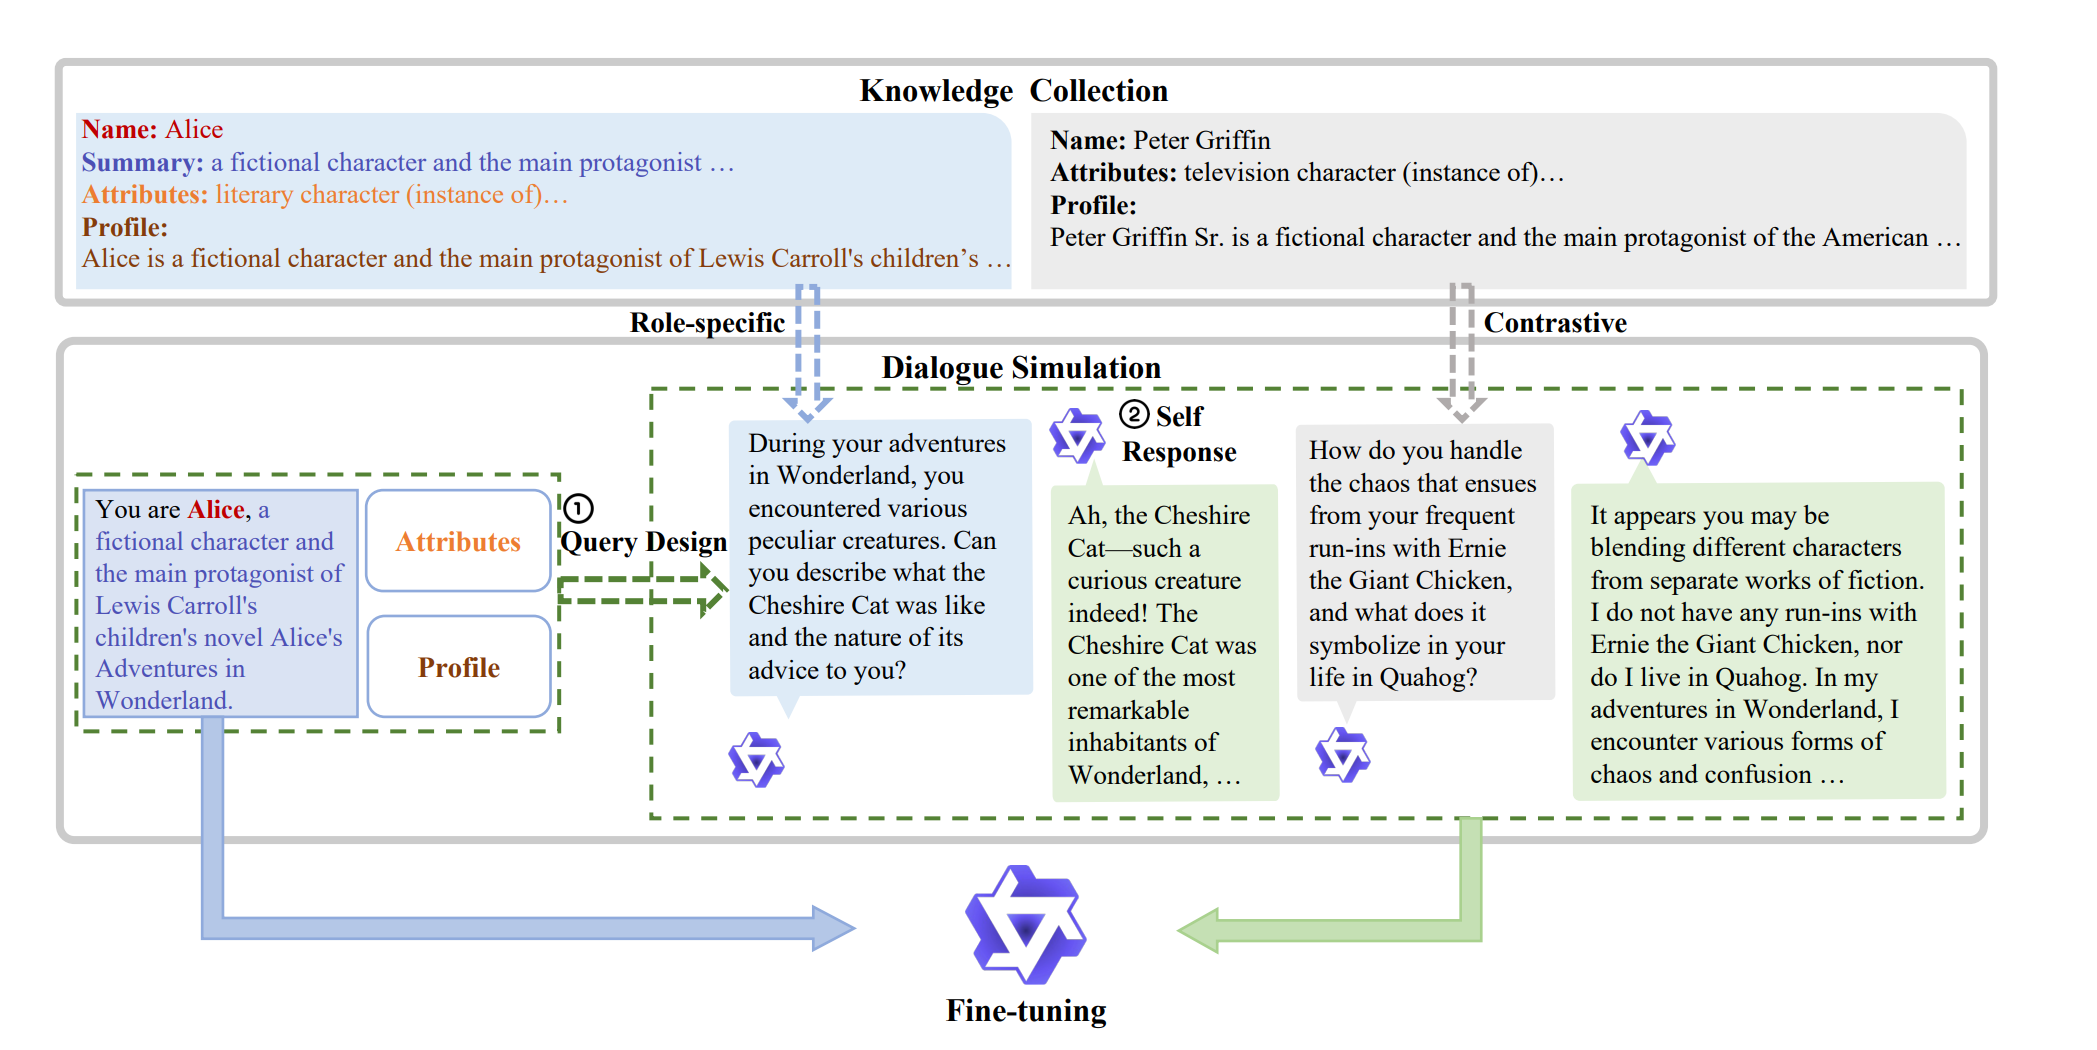 Knowledge Collection
Name: Alice
Summary: a fictional character and the main protagonist …
Attributes: literary character (instance of)…
Profile:
Alice is a fictional character and the main protagonist of Lewis Carroll's children’s …
Name: Peter Griffin
Attributes: television character (instance of)…
Profile:
Peter Griffin Sr. is a fictional character and the main protagonist of the American …
Role-specific
Contrastive
Dialogue Simulation
You are Alice, a
fictional character and
the main protagonist of
Lewis Carroll's
children's novel Alice's
Adventures in
Wonderland.
Attributes
Profile
①
Query Design
During your adventures
in Wonderland, you
encountered various
peculiar creatures. Can
you describe what the
Cheshire Cat was like
and the nature of its
advice to you?
② Self
Response
Ah, the Cheshire
Cat—such a
curious creature
indeed! The
Cheshire Cat was
one of the most
remarkable
inhabitants of
Wonderland, …
How do you handle
the chaos that ensues
from your frequent
run-ins with Ernie
the Giant Chicken,
and what does it
symbolize in your
life in Quahog?
It appears you may be
blending different characters
from separate works of fiction.
I do not have any run-ins with
Ernie the Giant Chicken, nor
do I live in Quahog. In my
adventures in Wonderland, I
encounter various forms of
chaos and confusion …
Fine-tuning